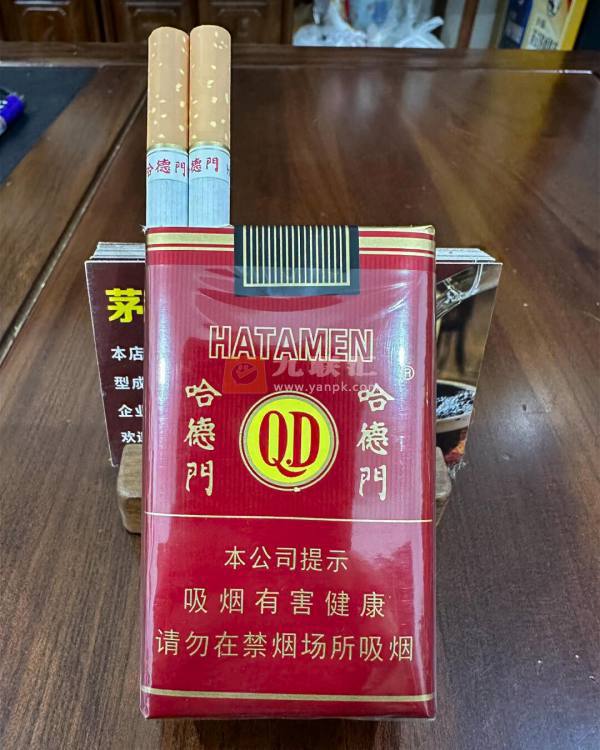 哈德門
德門
HATAMEN
®
九联汇
www.yanpk.com
哈德門
QD
哈德門
本公司提示
吸烟有害健康
请勿在禁烟场所吸烟
茅
本店
型成
企业
欢迎